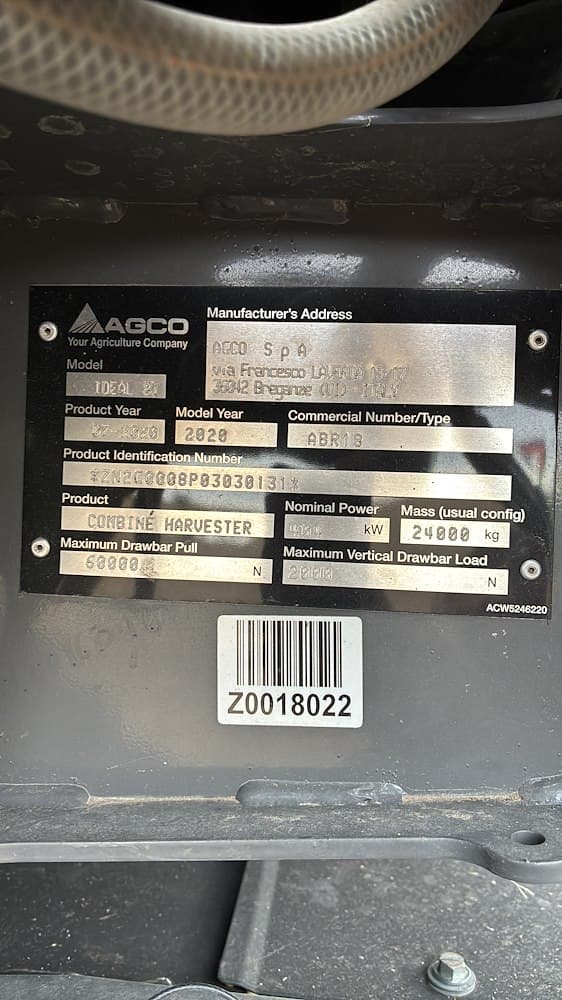 AGCO
Your Agriculture Company
Manufacturer's Address
AGCO S p A
via Francesco
36042 Breganze
Model
IDEAL
Product Year
Model Year
Commercial Number/Type
2020
ABR18
Product Identification Number
Product
Nominal Power
Mass (usual config)
COMBINE HARVESTER
kW
24000 kg
Maximum Drawbar Pull
Maximum Vertical Drawbar Load
60000
N
N
ACW5246220
Z0018022